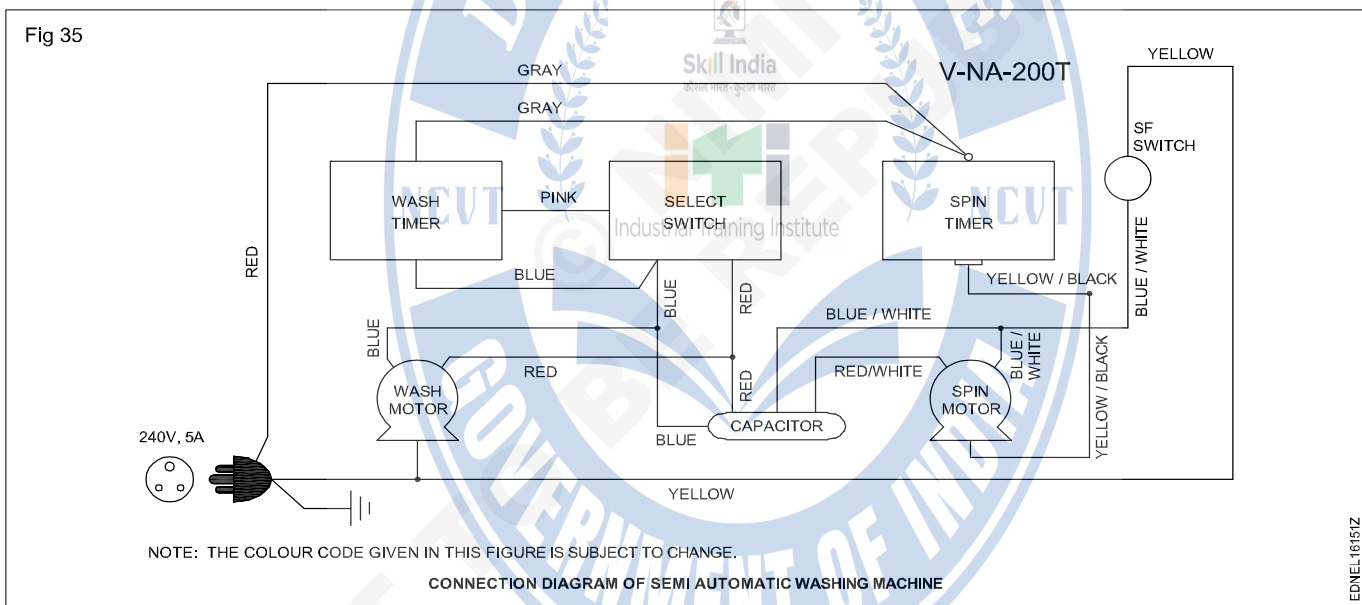 Fig 35
V-NA-200T
YELLOW
GRAY
GRAY
Skill India
कौशल भारत-कुशल भारत
SF
SWITCH
WASH
TIMER
PINK
SELECT
SWITCH
SPIN
TIMER
NCVT
NCVT
Industrial Training Institute
RED
BLUE
BLUE
RED
YELLOW / BLACK
BLUE / WHITE
BLUE / WHITE
BLUE
RED
RED
RED/WHITE
BLUE /
WHITE
YELLOW / BLACK
WASH
MOTOR
SPIN
MOTOR
CAPACITOR
BLUE
240V, 5A
YELLOW
GOVERNMENT OF INDIA
NOTE: THE COLOUR CODE GIVEN IN THIS FIGURE IS SUBJECT TO CHANGE.
CONNECTION DIAGRAM OF SEMI AUTOMATIC WASHING MACHINE
EDNEL16151Z